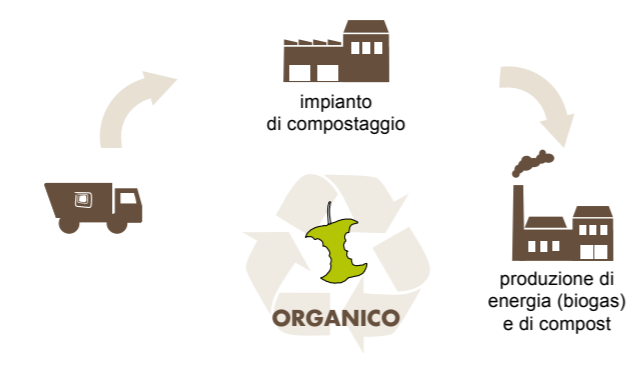 impianto
di compostaggio
ORGANICO
produzione di
energia (biogas)
e di compost